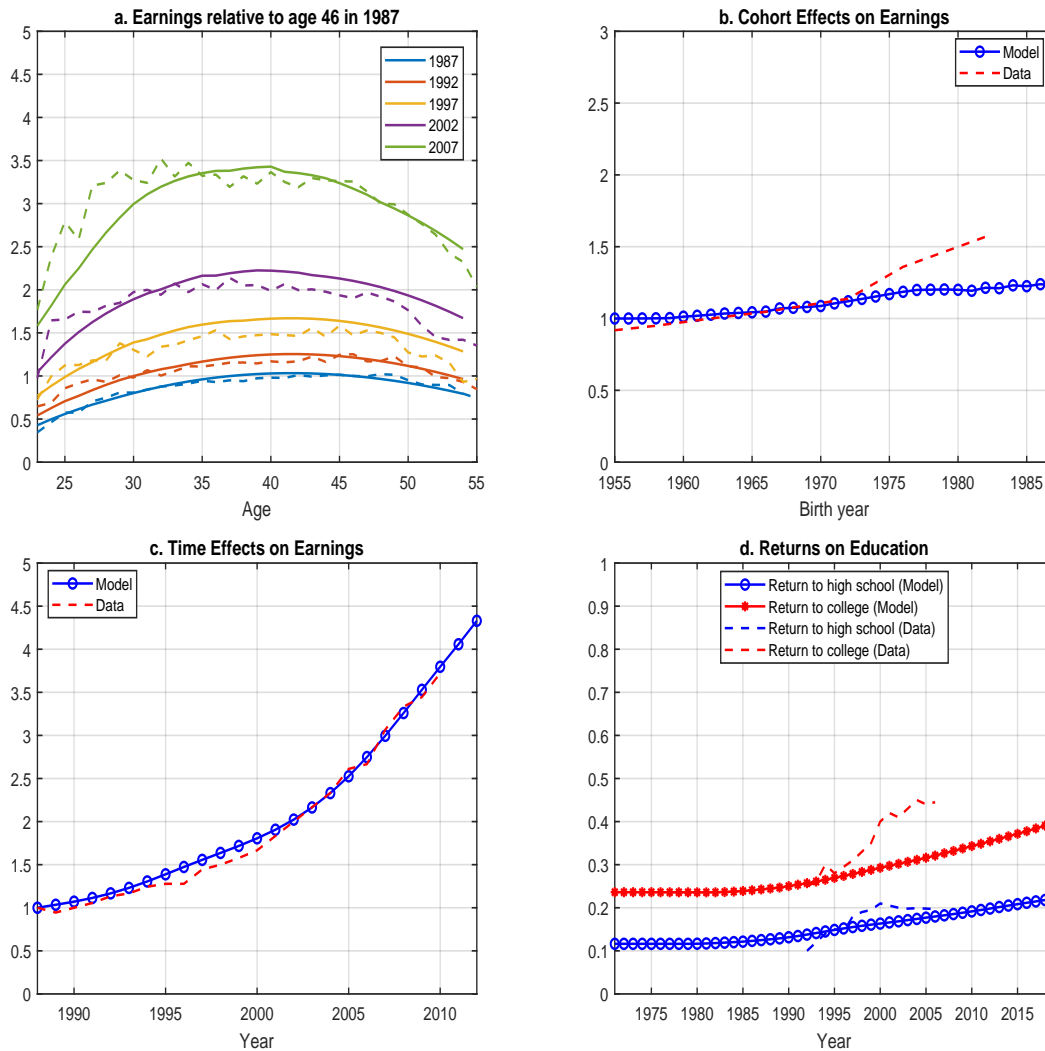 a. Earnings relative to age 46 in 1987
5
4.5
4
3.5
3
2.5
2
1.5
1
0.5
0
1987
1992
1997
2002
2007
25 30 35 40 45 50 55
Age
b. Cohort Effects on Earnings
3
2.5
2
1.5
1
0.5
0
Model
Data
1955 1960 1965 1970 1975 1980 1985
Birth year
c. Time Effects on Earnings
5
4.5
4
3.5
3
2.5
2
1.5
1
0.5
0
Model
Data
1990 1995 2000 2005 2010
Year
d. Returns on Education
1
0.9
0.8
0.7
0.6
0.5
0.4
0.3
0.2
0.1
0
Return to high school (Model)
Return to college (Model)
Return to high school (Data)
Return to college (Data)
1975 1980 1985 1990 1995 2000 2005 2010 2015
Year